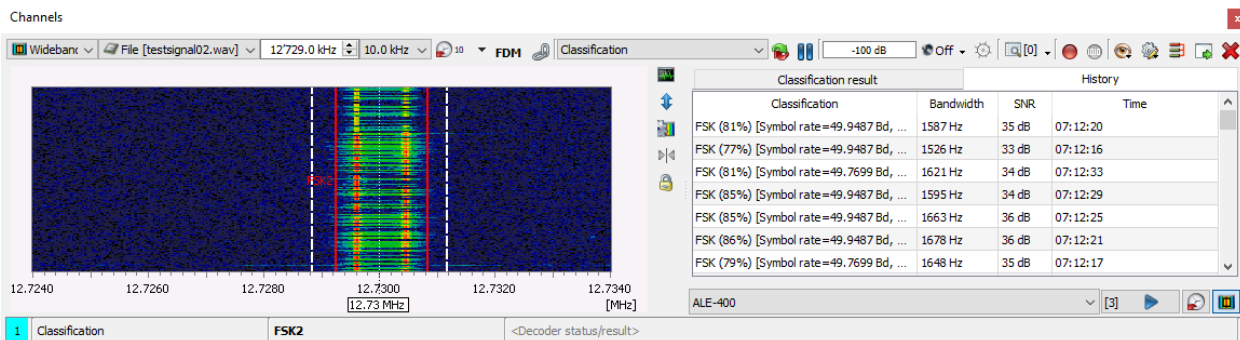 Channels
x
Wideband File [testsignal02.wav] 12'729.0 kHz 10.0 kHz 10 FDM Classification -100 dB Off [0]
Classification result History
Classification Bandwidth SNR Time
FSK (81%) [Symbol rate=49.9487 Bd, ... 1587 Hz 35 dB 07:12:20
FSK (77%) [Symbol rate=49.9487 Bd, ... 1526 Hz 33 dB 07:12:16
FSK (81%) [Symbol rate=49.7699 Bd, ... 1621 Hz 34 dB 07:12:33
FSK (85%) [Symbol rate=49.9487 Bd, ... 1595 Hz 34 dB 07:12:29
FSK (85%) [Symbol rate=49.9487 Bd, ... 1663 Hz 36 dB 07:12:25
FSK (86%) [Symbol rate=49.9487 Bd, ... 1678 Hz 36 dB 07:12:21
FSK (79%) [Symbol rate=49.7699 Bd, ... 1648 Hz 35 dB 07:12:17
FSK2
12.7240 12.7260 12.7280 12.7300 12.7320 12.7340
12.73 MHz [MHz]
ALE-400 [3]
1 Classification FSK2 <Decoder status/result>